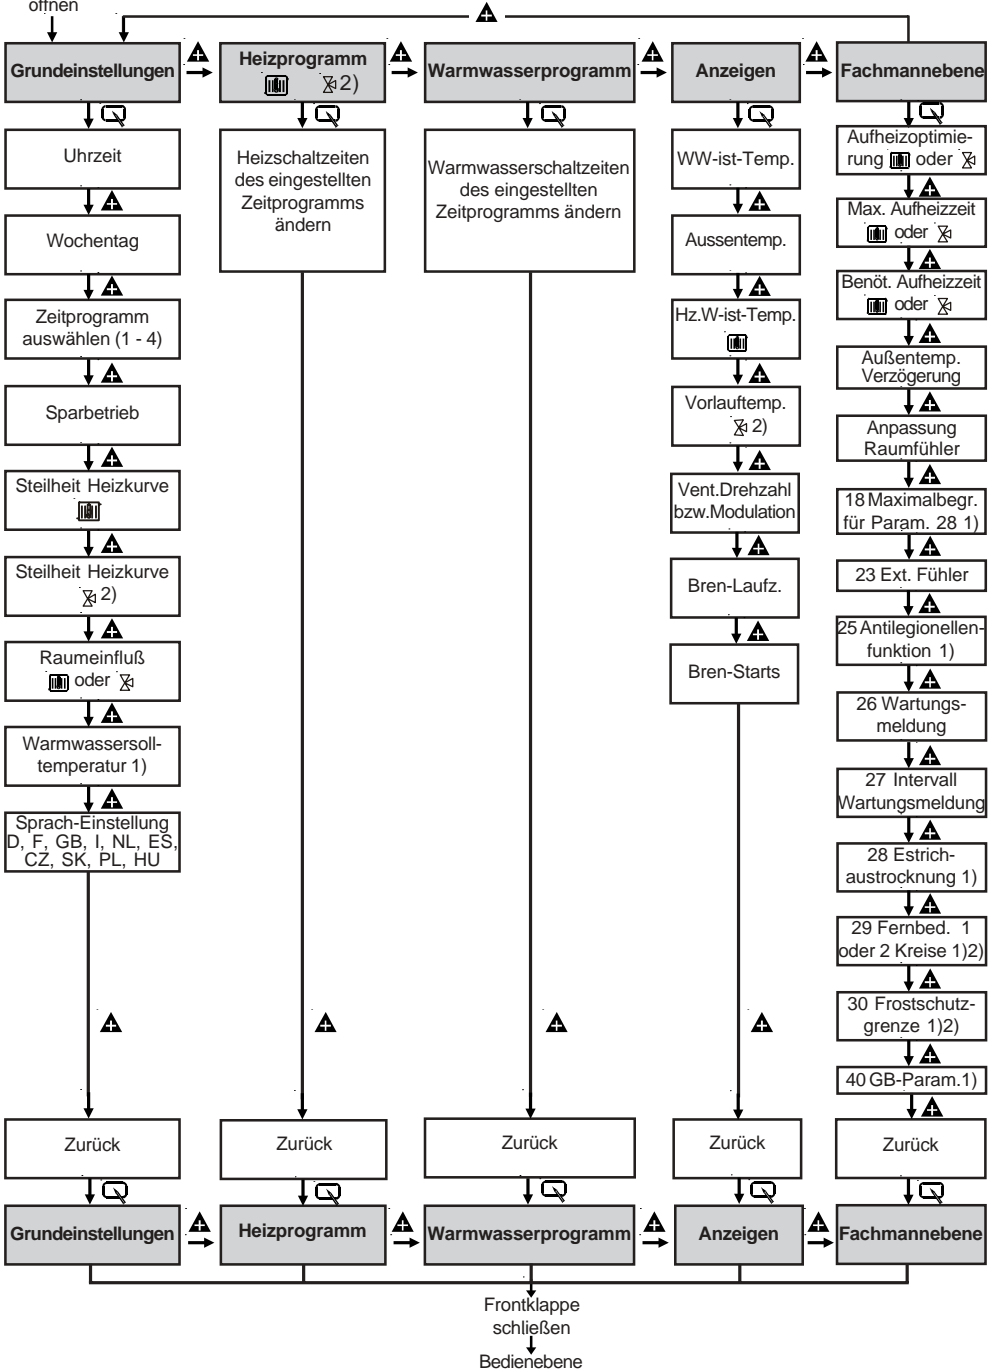 öffnen
Grundeinstellungen
Heizprogramm
2)
Warmwasserprogramm
Anzeigen
Fachmannebene
Uhrzeit
Wochentag
Zeitprogramm
auswählen (1 - 4)
Sparbetrieb
Steilheit Heizkurve
Steilheit Heizkurve
2)
Raumeinfluß
oder
Warmwassersoll-
temperatur 1)
Sprach-Einstellung
D, F, GB, I, NL, ES,
CZ, SK, PL, HU
Zurück
Heizschaltzeiten
des eingestellten
Zeitprogramms
ändern
Zurück
Warmwasserschaltzeiten
des eingestellten
Zeitprogramms ändern
Zurück
WW-ist-Temp.
Aussentemp.
Hz.W-ist-Temp.
Vorlauftemp.
2)
Vent.Drehzahl
bzw.Modulation
Bren-Laufz.
Bren-Starts
Zurück
Aufheizoptimie-
rung oder
Max. Aufheizzeit
oder
Benöt. Aufheizzeit
oder
Außentemp.
Verzögerung
Anpassung
Raumfühler
18 Maximalbegr.
für Param. 28 1)
23 Ext. Fühler
25 Antilegionellen-
funktion 1)
26 Wartungs-
meldung
27 Intervall
Wartungsmeldung
28 Estrich-
austrocknung 1)
29 Fernbed. 1
oder 2 Kreise 1)2)
30 Frostschutz-
grenze 1)2)
40 GB-Param.1)
Zurück
Grundeinstellungen
Heizprogramm
Warmwasserprogramm
Anzeigen
Fachmannebene
Frontklappe
schließen
Bedienebene